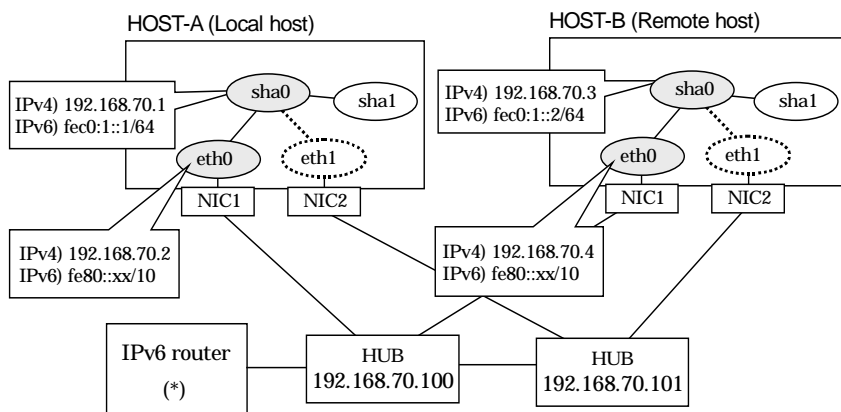 HOST-A (Local host)
HOST-B (Remote host)
IPv4) 192.168.70.1
IPv6) fec0:1::1/64
sha0
sha1
IPv4) 192.168.70.3
IPv6) fec0:1::2/64
sha0
sha1
eth0
eth1
eth0
eth1
NIC1
NIC2
NIC1
NIC2
IPv4) 192.168.70.2
IPv6) fe80::xx/10
IPv4) 192.168.70.4
IPv6) fe80::xx/10
IPv6 router
(*)
HUB
192.168.70.100
HUB
192.168.70.101